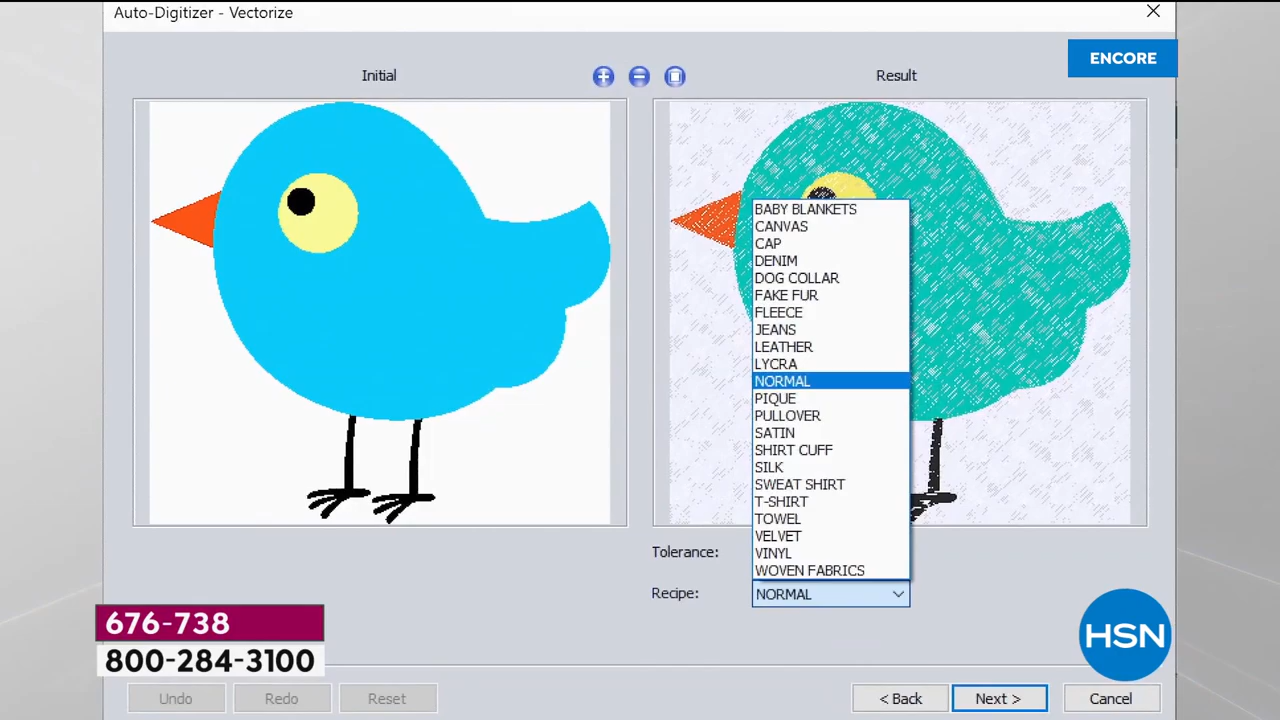 Auto-Digitizer - Vectorize
ENCORE
Initial
Result
BABY BLANKETS
CANVAS
CAP
DENIM
DOG COLLAR
FAKE FUR
FLEECE
JEANS
LEATHER
LYCRA
NORMAL
PIQUE
PULLOVER
SATIN
SHIRT CUFF
SILK
SWEAT SHIRT
T-SHIRT
TOWEL
VELVET
VINYL
WOVEN FABRICS
Tolerance:
Recipe:
NORMAL
676-738
800-284-3100
HSN
Undo
Redo
Reset
< Back
Next >
Cancel